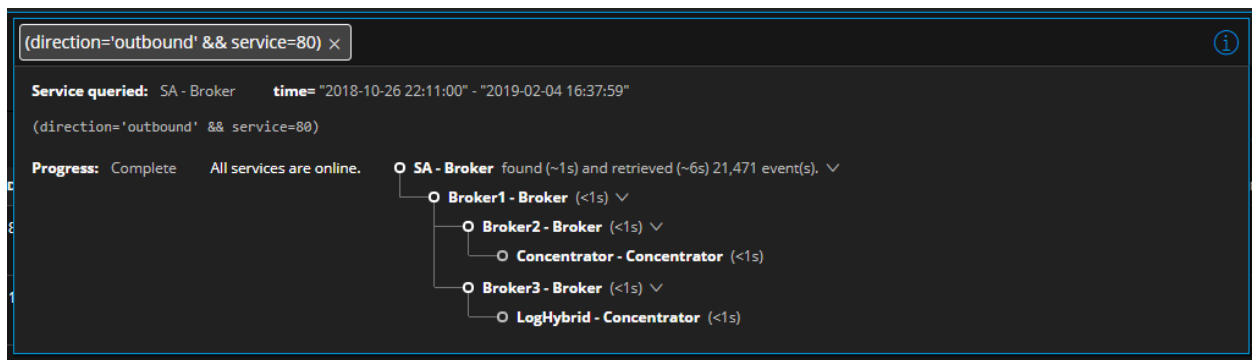 (direction='outbound' && service=80) ×
Service queried: SA - Broker time= "2018-10-26 22:11:00" - "2019-02-04 16:37:59"
(direction='outbound' && service=80)
Progress: Complete All services are online. SA - Broker found (~1s) and retrieved (~6s) 21,471 event(s).
Broker1 - Broker (<1s)
Broker2 - Broker (<1s)
Concentrator - Concentrator (<1s)
Broker3 - Broker (<1s)
LogHybrid - Concentrator (<1s)